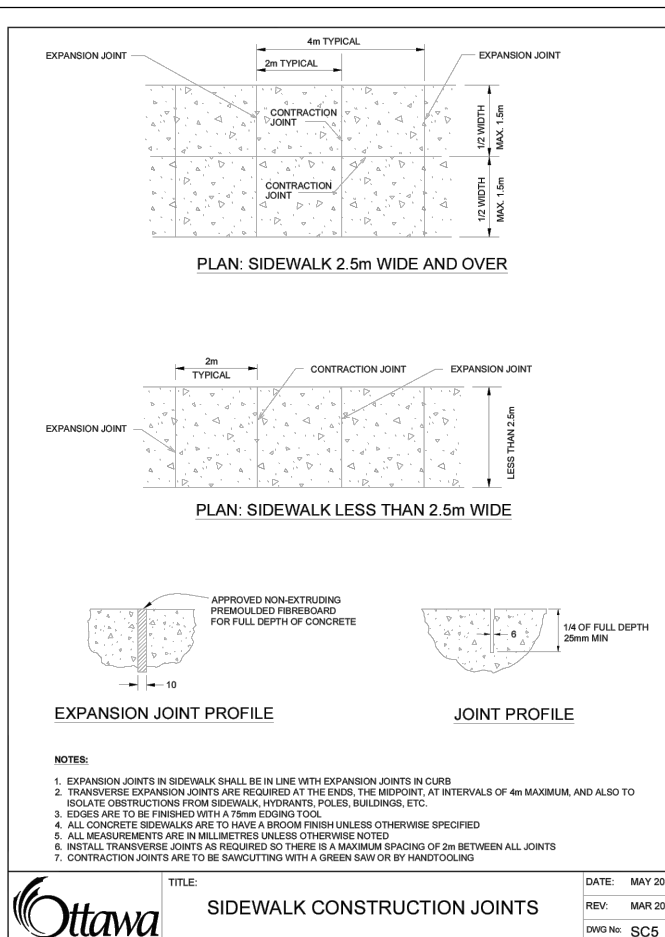 4m TYPICAL
EXPANSION JOINT
EXPANSION JOINT
2m TYPICAL
CONTRACTION
JOINT
1/2 WIDTH
MAX. 1.5m
CONTRACTION
JOINT
1/2 WIDTH
MAX. 1.5m
PLAN: SIDEWALK 2.5m WIDE AND OVER
2m
TYPICAL
CONTRACTION JOINT
EXPANSION JOINT
EXPANSION JOINT
LESS THAN 2.5m
PLAN: SIDEWALK LESS THAN 2.5m WIDE
APPROVED NON-EXTRUDING
PREMOULDED FIBREBOARD
FOR FULL DEPTH OF CONCRETE
10
6
1/4 OF FULL DEPTH
25mm MIN
EXPANSION JOINT PROFILE
JOINT PROFILE
NOTES:
1. EXPANSION JOINTS IN SIDEWALK SHALL BE IN LINE WITH EXPANSION JOINTS IN CURB
2. TRANSVERSE EXPANSION JOINTS ARE REQUIRED AT THE ENDS, THE MIDPOINT, AT INTERVALS OF 4m MAXIMUM, AND ALSO TO
ISOLATE OBSTRUCTIONS FROM SIDEWALK, HYDRANTS, POLES, BUILDINGS, ETC.
3. EDGES ARE TO BE FINISHED WITH A 75mm EDGING TOOL
4. ALL CONCRETE SIDEWALKS ARE TO HAVE A BROOM FINISH UNLESS OTHERWISE SPECIFIED
5. ALL MEASUREMENTS ARE IN MILLIMETRES UNLESS OTHERWISE NOTED
6. INSTALL TRANSVERSE JOINTS AS REQUIRED SO THERE IS A MAXIMUM SPACING OF 2m BETWEEN ALL JOINTS
7. CONTRACTION JOINTS ARE TO BE SAWCUTTING WITH A GREEN SAW OR BY HANDTOOLING
Ottawa
TITLE:
SIDEWALK CONSTRUCTION JOINTS
DATE: MAY 20
REV: MAR 20
DWG No: SC5